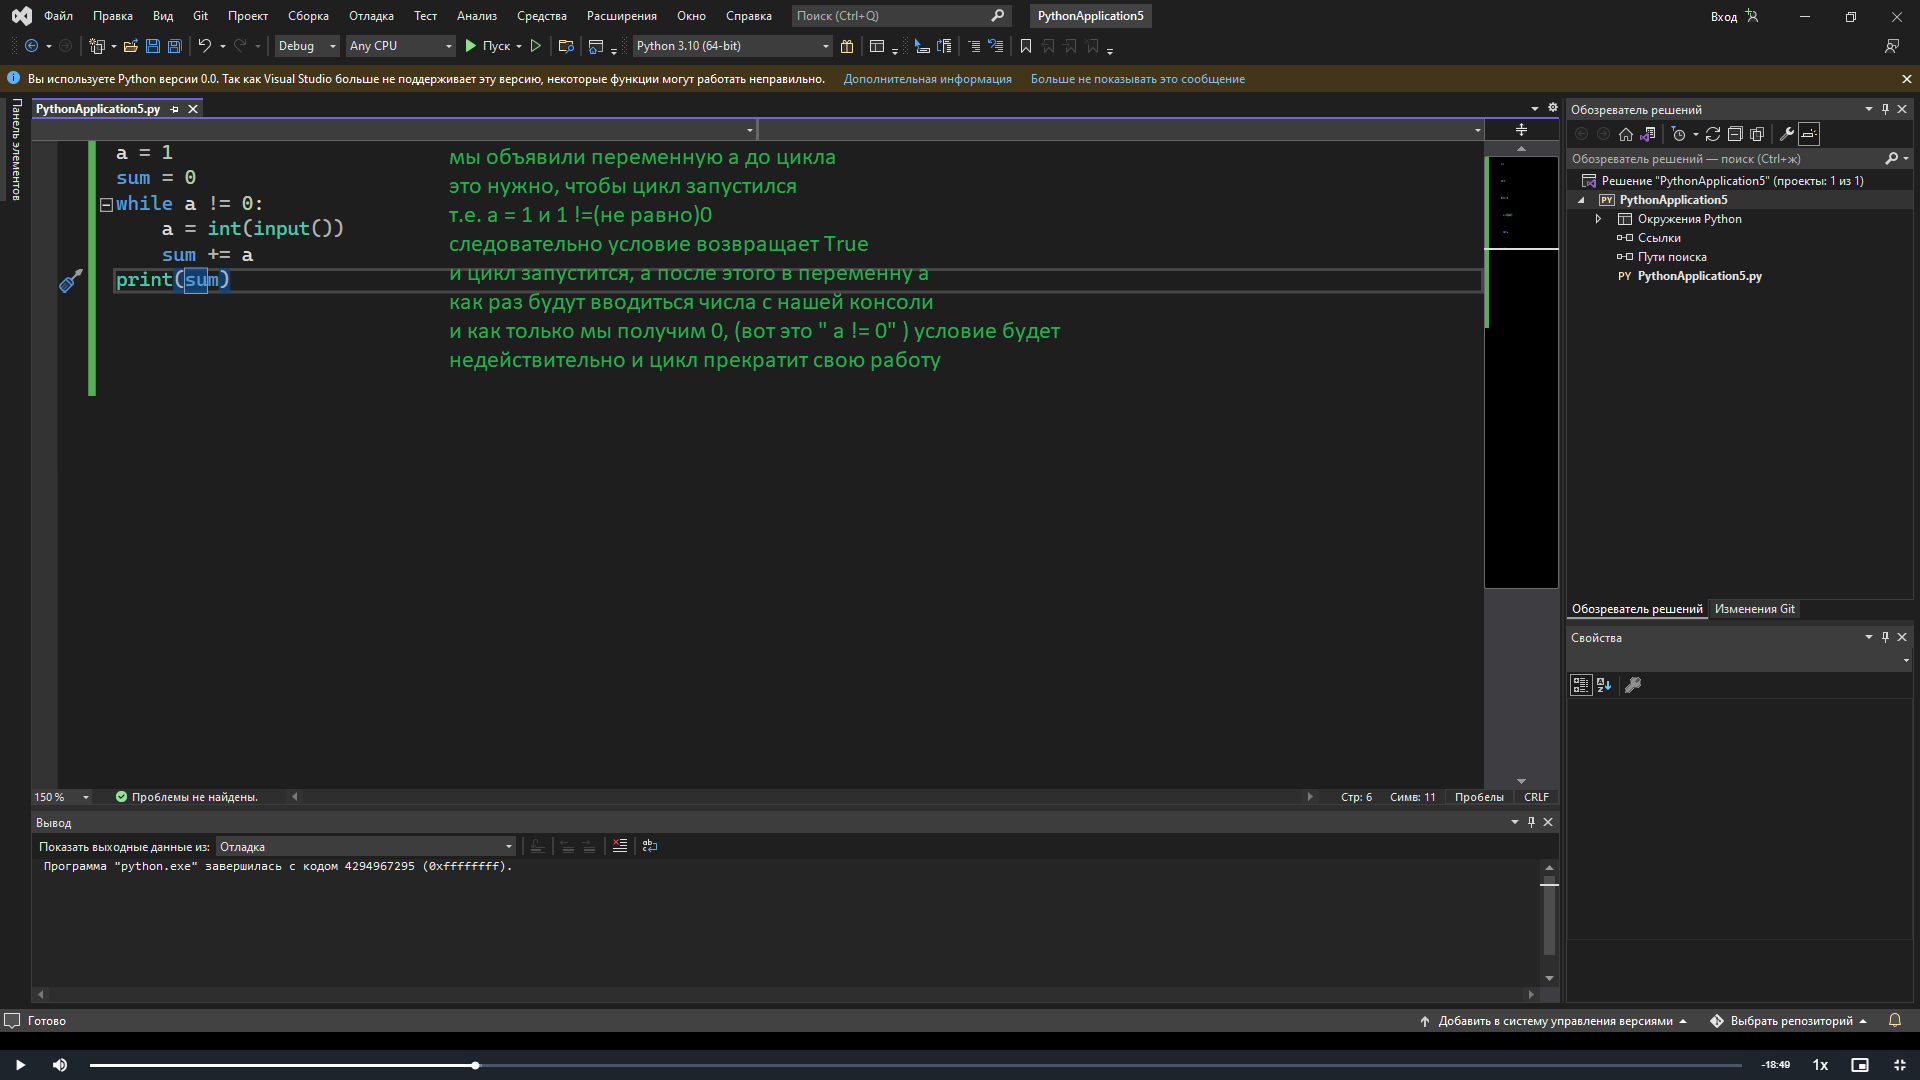 Файл Правка Вид Git Проект Сборка Отладка Тест Анализ Средства Расширения Окно Справка Поиск (Ctrl+Q) PythonApplication5 Вход
Debug Any CPU Пуск Python 3.10 (64-bit)
Вы используете Python версии 0.0. Так как Visual Studio больше не поддерживает эту версию, некоторые функции могут работать неправильно. Дополнительная информация Больше не показывать это сообщение
Панель элементов
PythonApplication5.py
a = 1
sum = 0
while a != 0:
a = int(input())
sum += a
print(sum)
мы объявили переменную a до цикла
это нужно, чтобы цикл запустился
т.е. a = 1 и 1 !=(не равно)0
следовательно условие возвращает True
и цикл запустится, а после этого в переменну a
как раз будут вводиться числа с нашей консоли
и как только мы получим 0, (вот это " a != 0" ) условие будет
недействительно и цикл прекратит свою работу
150 % Проблемы не найдены. Стр: 6 Симв: 11 Пробелы CRLF
Вывод
Показать выходные данные из: Отладка
Программа "python.exe" завершилась с кодом 4294967295 (0xffffffff).
Обозреватель решений
Обозреватель решений — поиск (Ctrl+ж)
Решение "PythonApplication5" (проекты: 1 из 1)
PY PythonApplication5
Окружения Python
Ссылки
Пути поиска
PY PythonApplication5.py
Обозреватель решений Изменения Git
Свойства
Готово Добавить в систему управления версиями Выбрать репозиторий
-18:49 1x